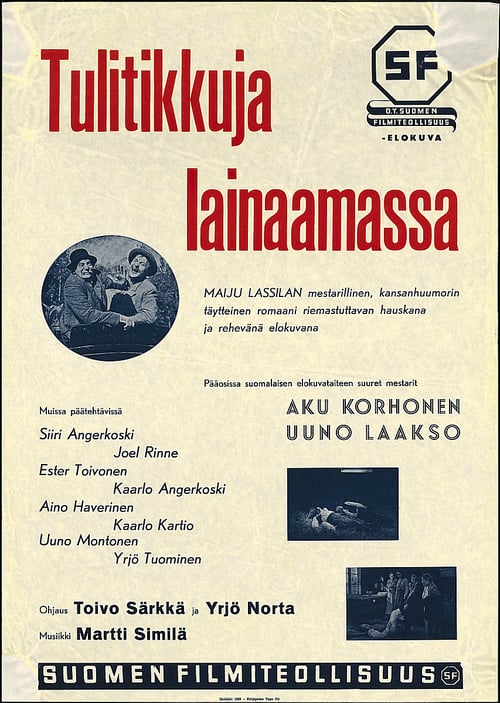 Tulitikkuja
lainaamassa
SF
O.Y. SUOMEN
FILMITEOLLISUUS
-ELOKUVA
MAIJU LASSILAN mestarillinen, kansanhuumorin
täytteinen romaani riemastuttavan hauskana
ja rehevänä elokuvana
Pääosissa suomalaisen elokuvataiteen suuret mestarit
AKU KORHONEN
UUNO LAAKSO
Muissa päätehtävissä
Siiri Angerkoski
Joel Rinne
Ester Toivonen
Kaarlo Angerkoski
Aino Haverinen
Kaarlo Kartio
Uuno Montonen
Yrjö Tuominen
Ohjaus Toivo Särkkä ja Yrjö Norta
Musiikki Martti Similä
SUOMEN FILMITEOLLISUUS SF